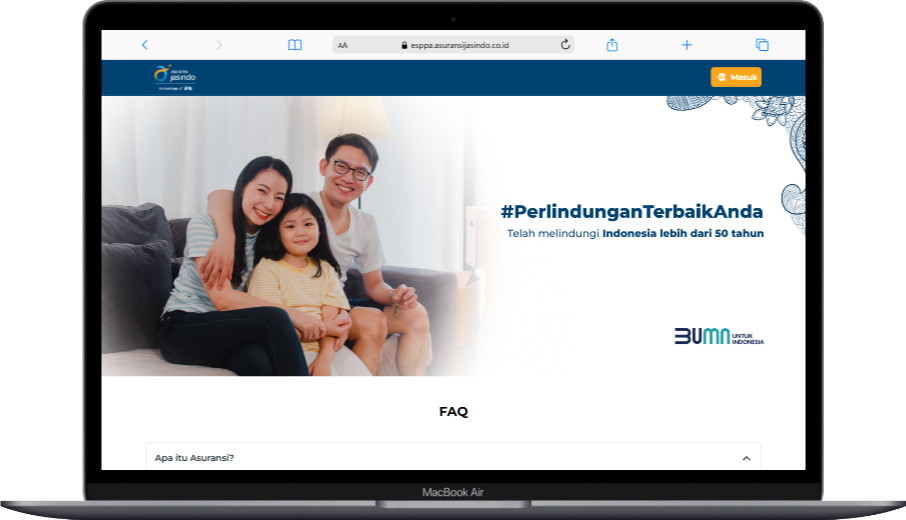 AA esppa.asuransijasindo.co.id
asuransi
jasindo
a member of IFG
Masuk
#PerlindunganTerbaikAnda
Telah melindungi Indonesia lebih dari 50 tahun
BUMN UNTUK
INDONESIA
FAQ
Apa itu Asuransi?
MacBook Air